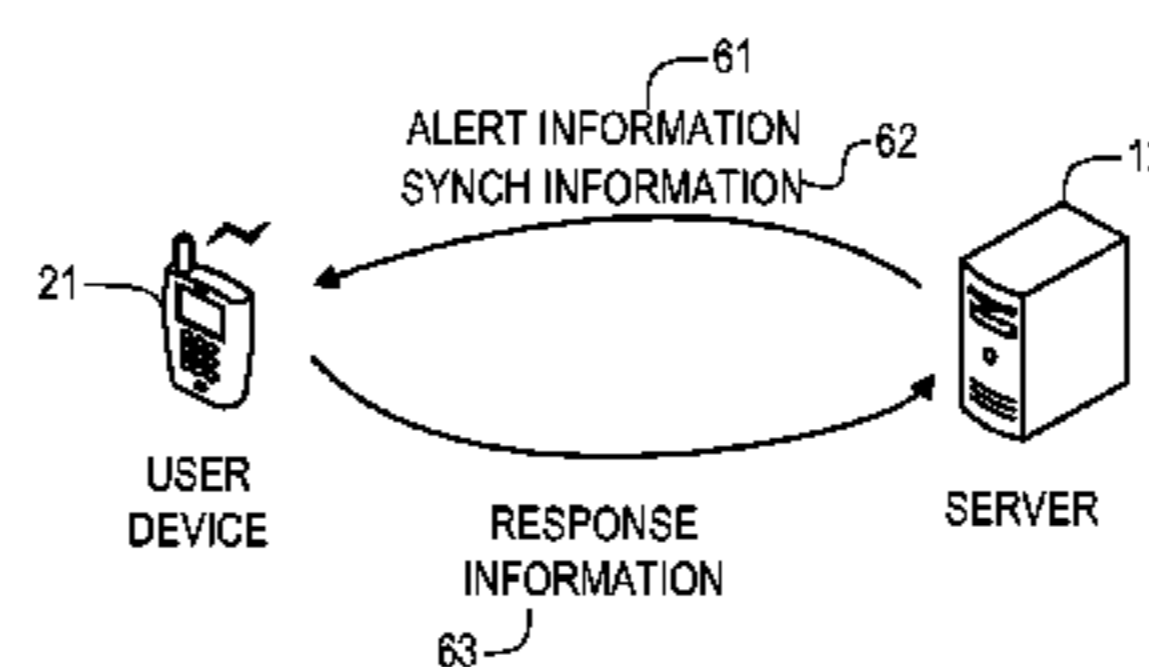 61
ALERT INFORMATION
62
SYNCH INFORMATION
21
USER
DEVICE
SERVER
RESPONSE
INFORMATION
63